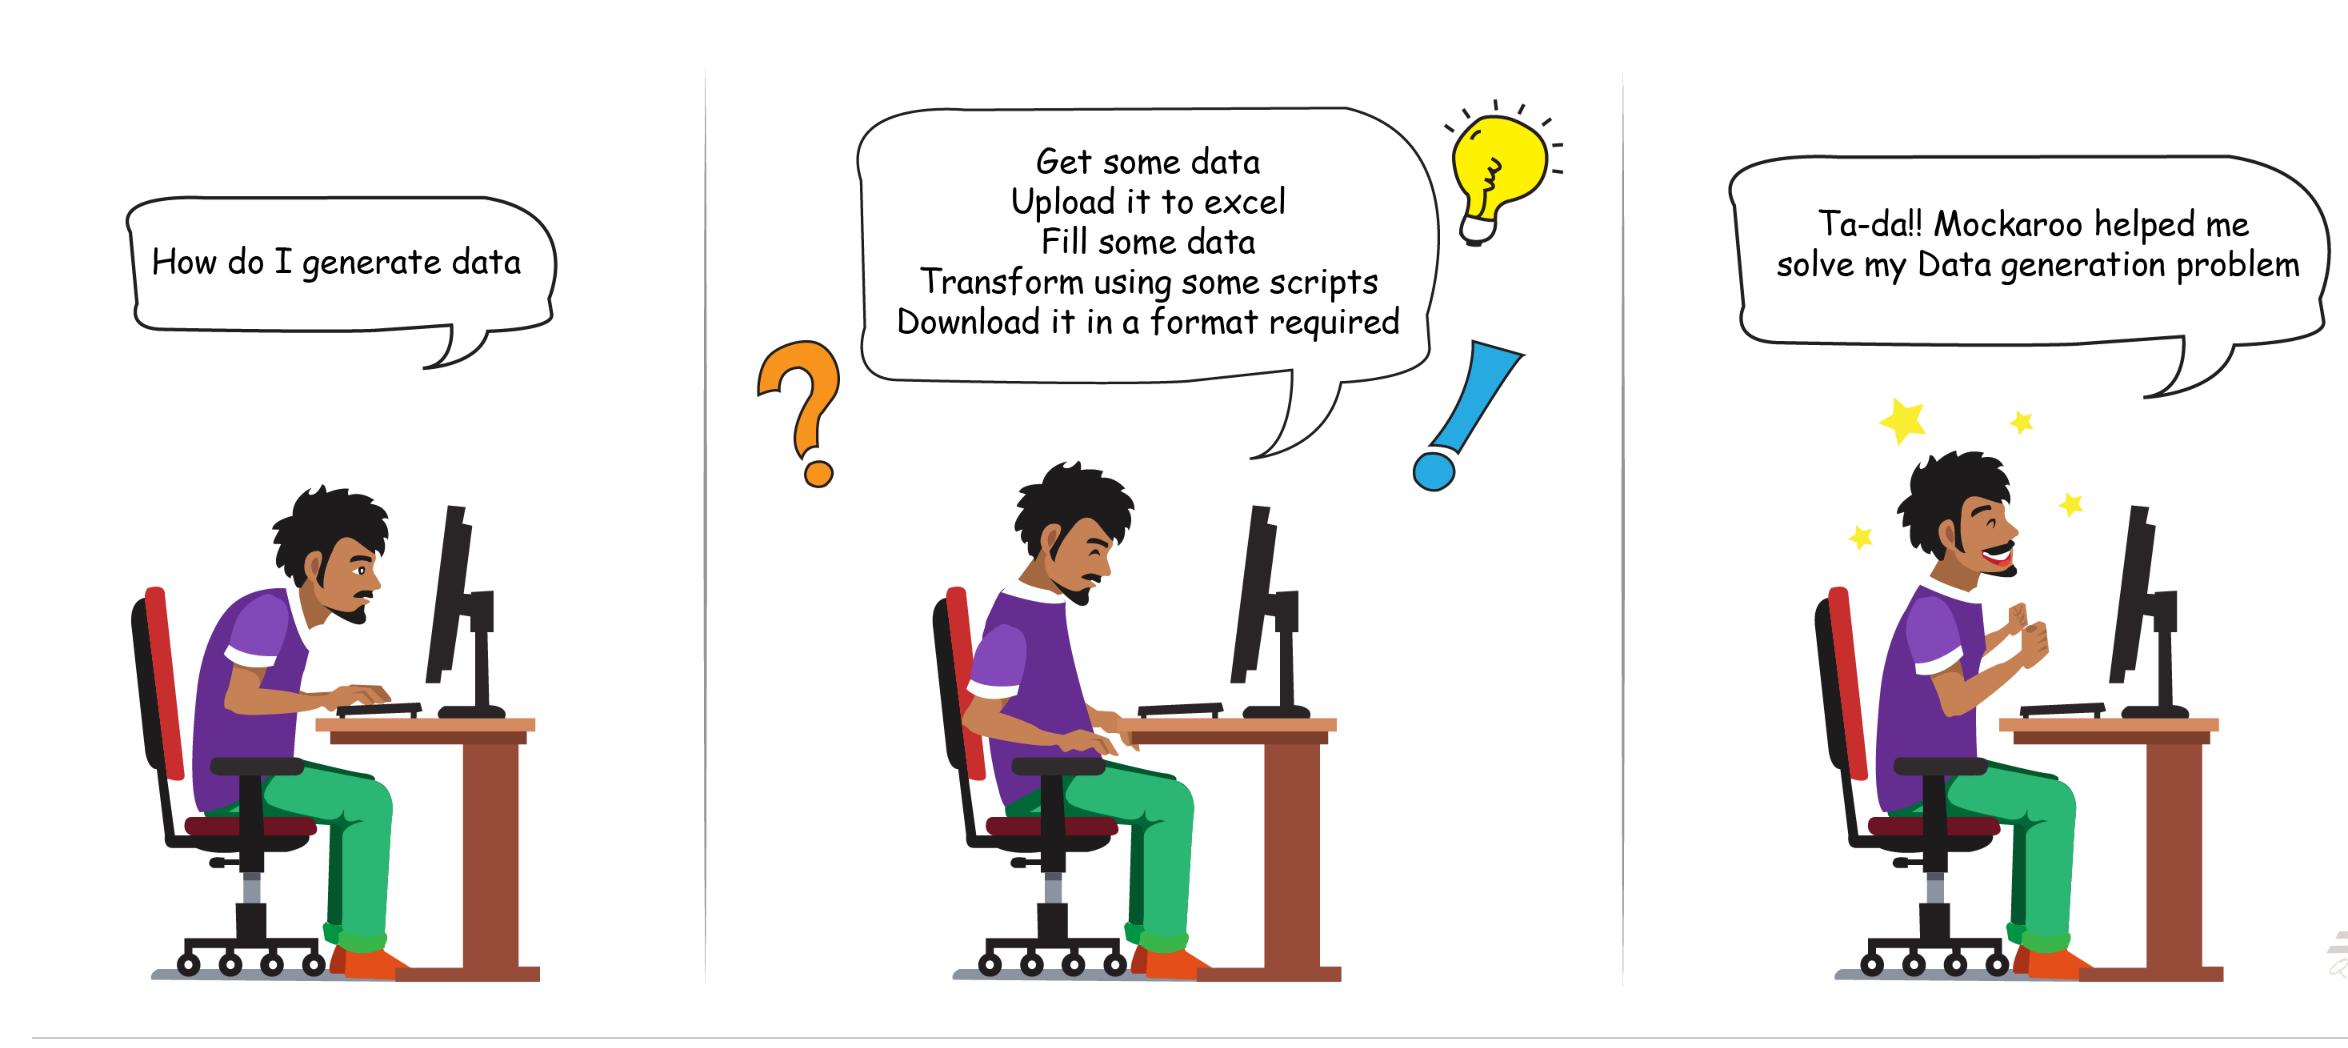 How do I generate data
Get some data
Upload it to excel
Fill some data
Transform using some scripts
Download it in a format required
Ta-da!! Mockaroo helped me
solve my Data generation problem